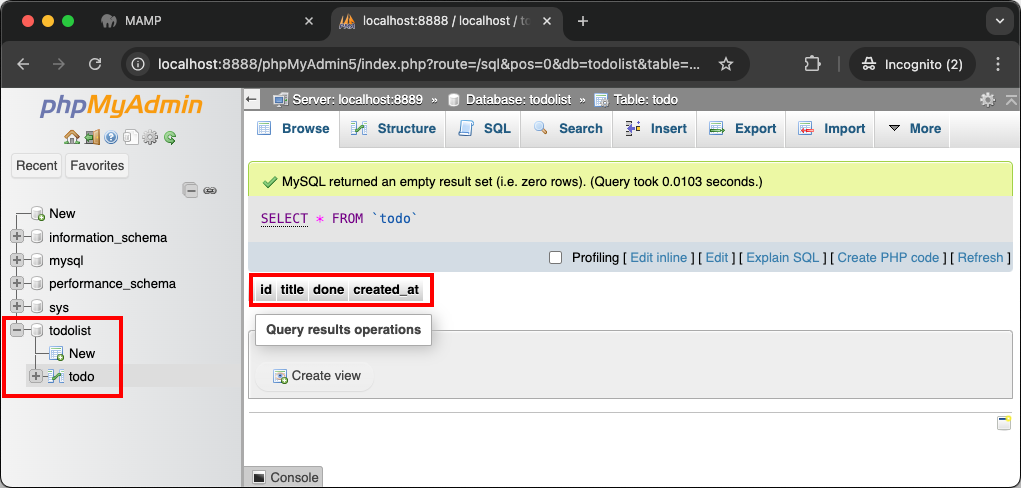 MAMP
localhost:8888 / localhost / to
localhost:8888/phpMyAdmin5/index.php?route=/sql&pos=0&db=todolist&table=...
Incognito (2)
phpMyAdmin
Recent
Favorites
New
information_schema
mysql
performance_schema
sys
todolist
New
todo
Server: localhost:8889 » Database: todolist » Table: todo
Browse Structure SQL Search Insert Export Import More
MySQL returned an empty result set (i.e. zero rows). (Query took 0.0103 seconds.)
SELECT * FROM `todo`
Profiling [ Edit inline ] [ Edit ] [ Explain SQL ] [ Create PHP code ] [ Refresh ]
id title done created_at
Query results operations
Create view
Console